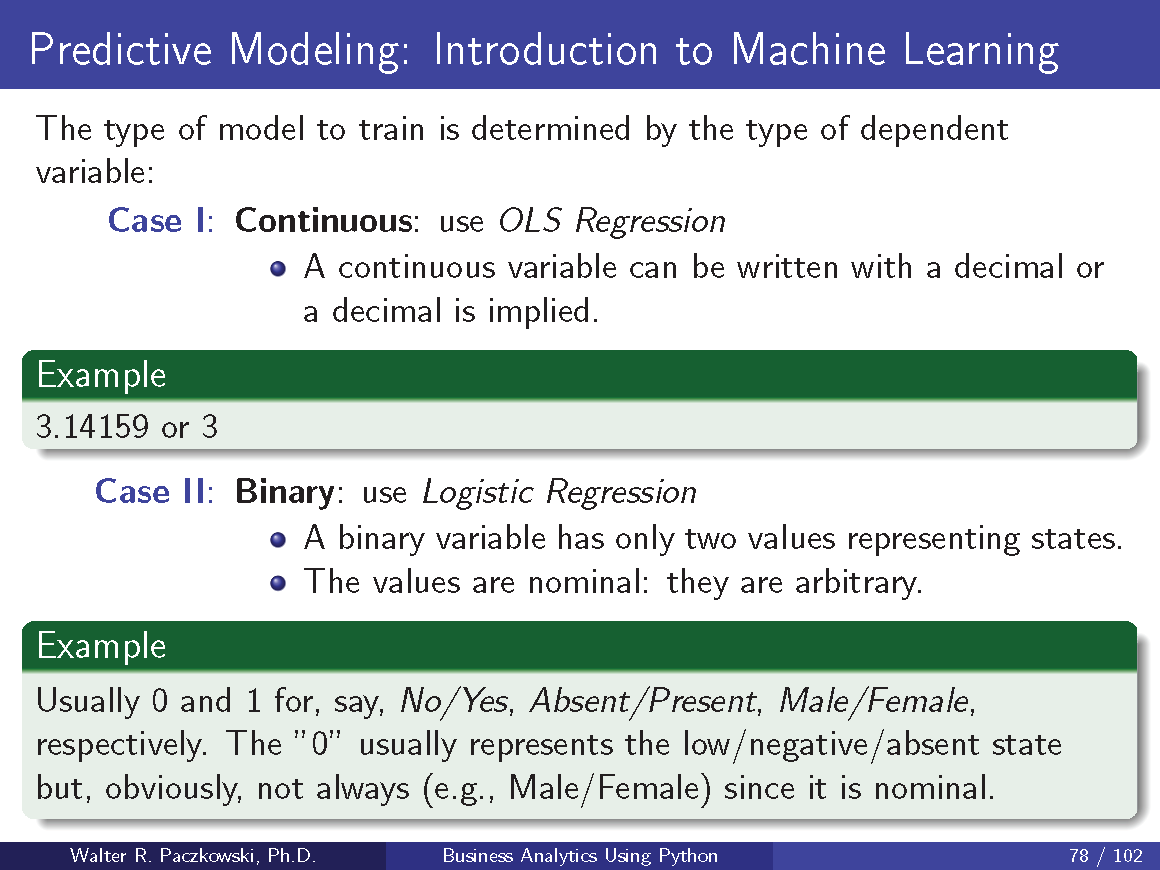 Predictive Modeling: Introduction to Machine Learning
The type of model to train is determined by the type of dependent
variable:
Case I: Continuous: use OLS Regression
A continuous variable can be written with a decimal or
a decimal is implied.
Example
3.14159 or 3
Case II: Binary: use Logistic Regression
A binary variable has only two values representing states.
The values are nominal: they are arbitrary.
Example
Usually 0 and 1 for, say, No/Yes, Absent/Present, Male/Female,
respectively. The ”0” usually represents the low/negative/absent state
but, obviously, not always (e.g., Male/Female) since it is nominal.
Walter R. Paczkowski, Ph.D. Business Analytics Using Python 78 / 102